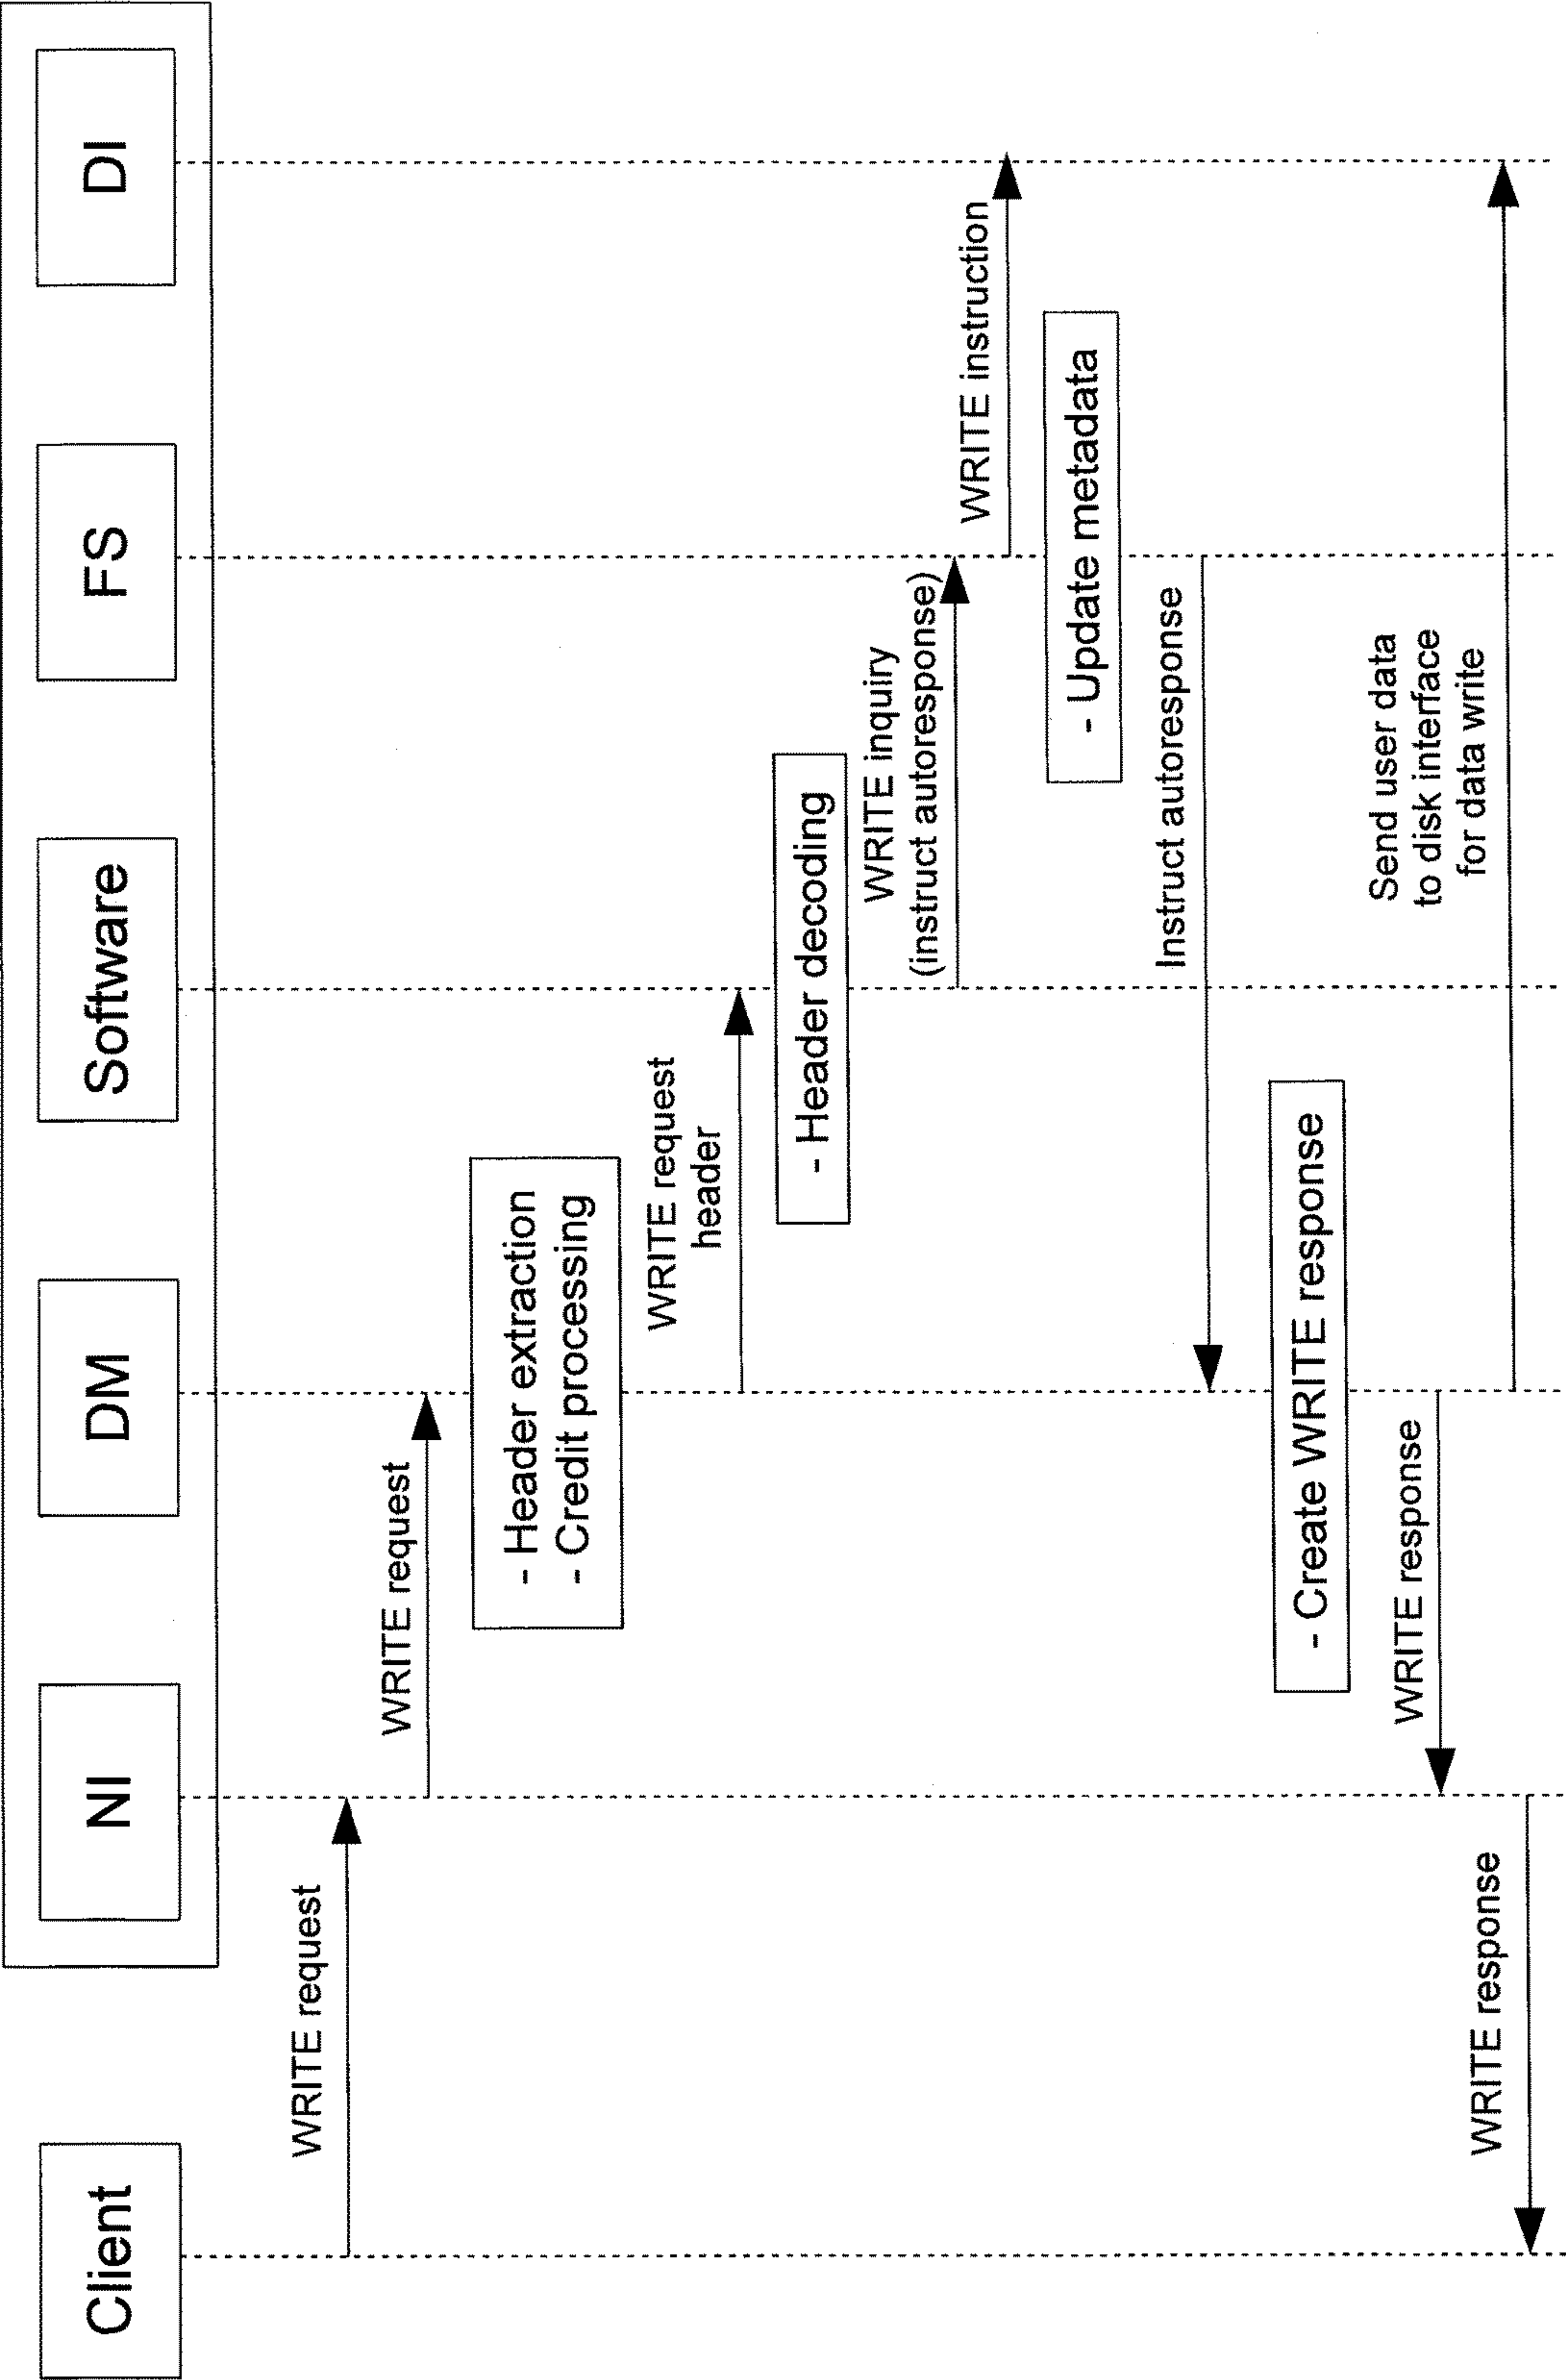 Client
NI
DM
Software
FS
DI
WRITE request
WRITE request
- Header extraction
- Credit processing
WRITE request
header
- Header decoding
WRITE inquiry
(instruct autoresponse)
WRITE instruction
- Update metadata
Instruct autoresponse
- Create WRITE response
WRITE response
Send user data
to disk interface
for data write
WRITE response